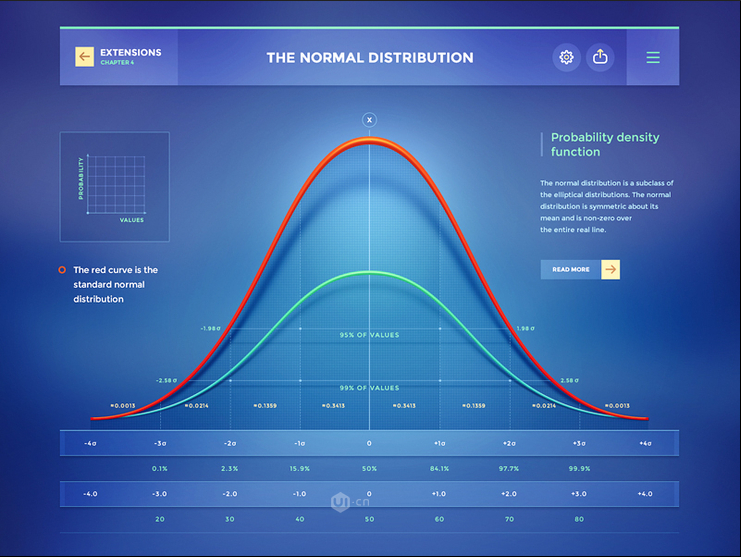 EXTENSIONS
CHAPTER 4
THE NORMAL DISTRIBUTION
X
PROBABILITY
VALUES
The red curve is the
standard normal
distribution
Probability density
function
The normal distribution is a subclass of
the elliptical distributions. The normal
distribution is symmetric about its
mean and is non-zero over
the entire real line.
READ MORE
-1.98 σ
1.98 σ
95% OF VALUES
-2.58 σ
2.58 σ
99% OF VALUES
≈0.0013 ≈0.0214 ≈0.1359 ≈0.3413 ≈0.3413 ≈0.1359 ≈0.0214 ≈0.0013
-4σ -3σ -2σ -1σ 0 +1σ +2σ +3σ +4σ
0.1% 2.3% 15.9% 50% 84.1% 97.7% 99.9%
-4.0 -3.0 -2.0 -1.0 0 +1.0 +2.0 +3.0 +4.0
UI·cn
20 30 40 50 60 70 80